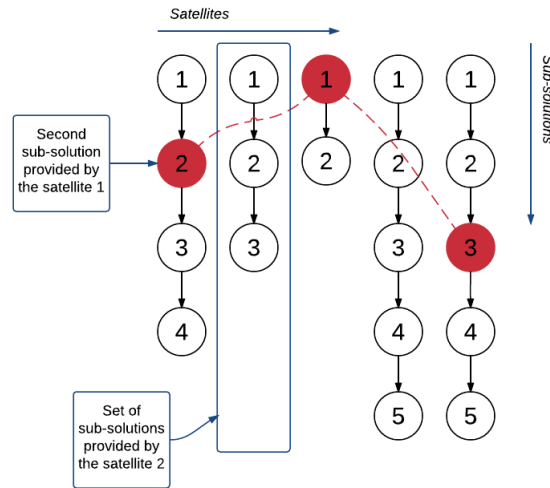 Satellites
Sub-solutions
1 1 1 1 1
Second
sub-solution
provided by
the satellite 1
2 2 2 2 2
3 3 3 3
4 4 4
Set of
sub-solutions
provided by
the satellite 2
5 5